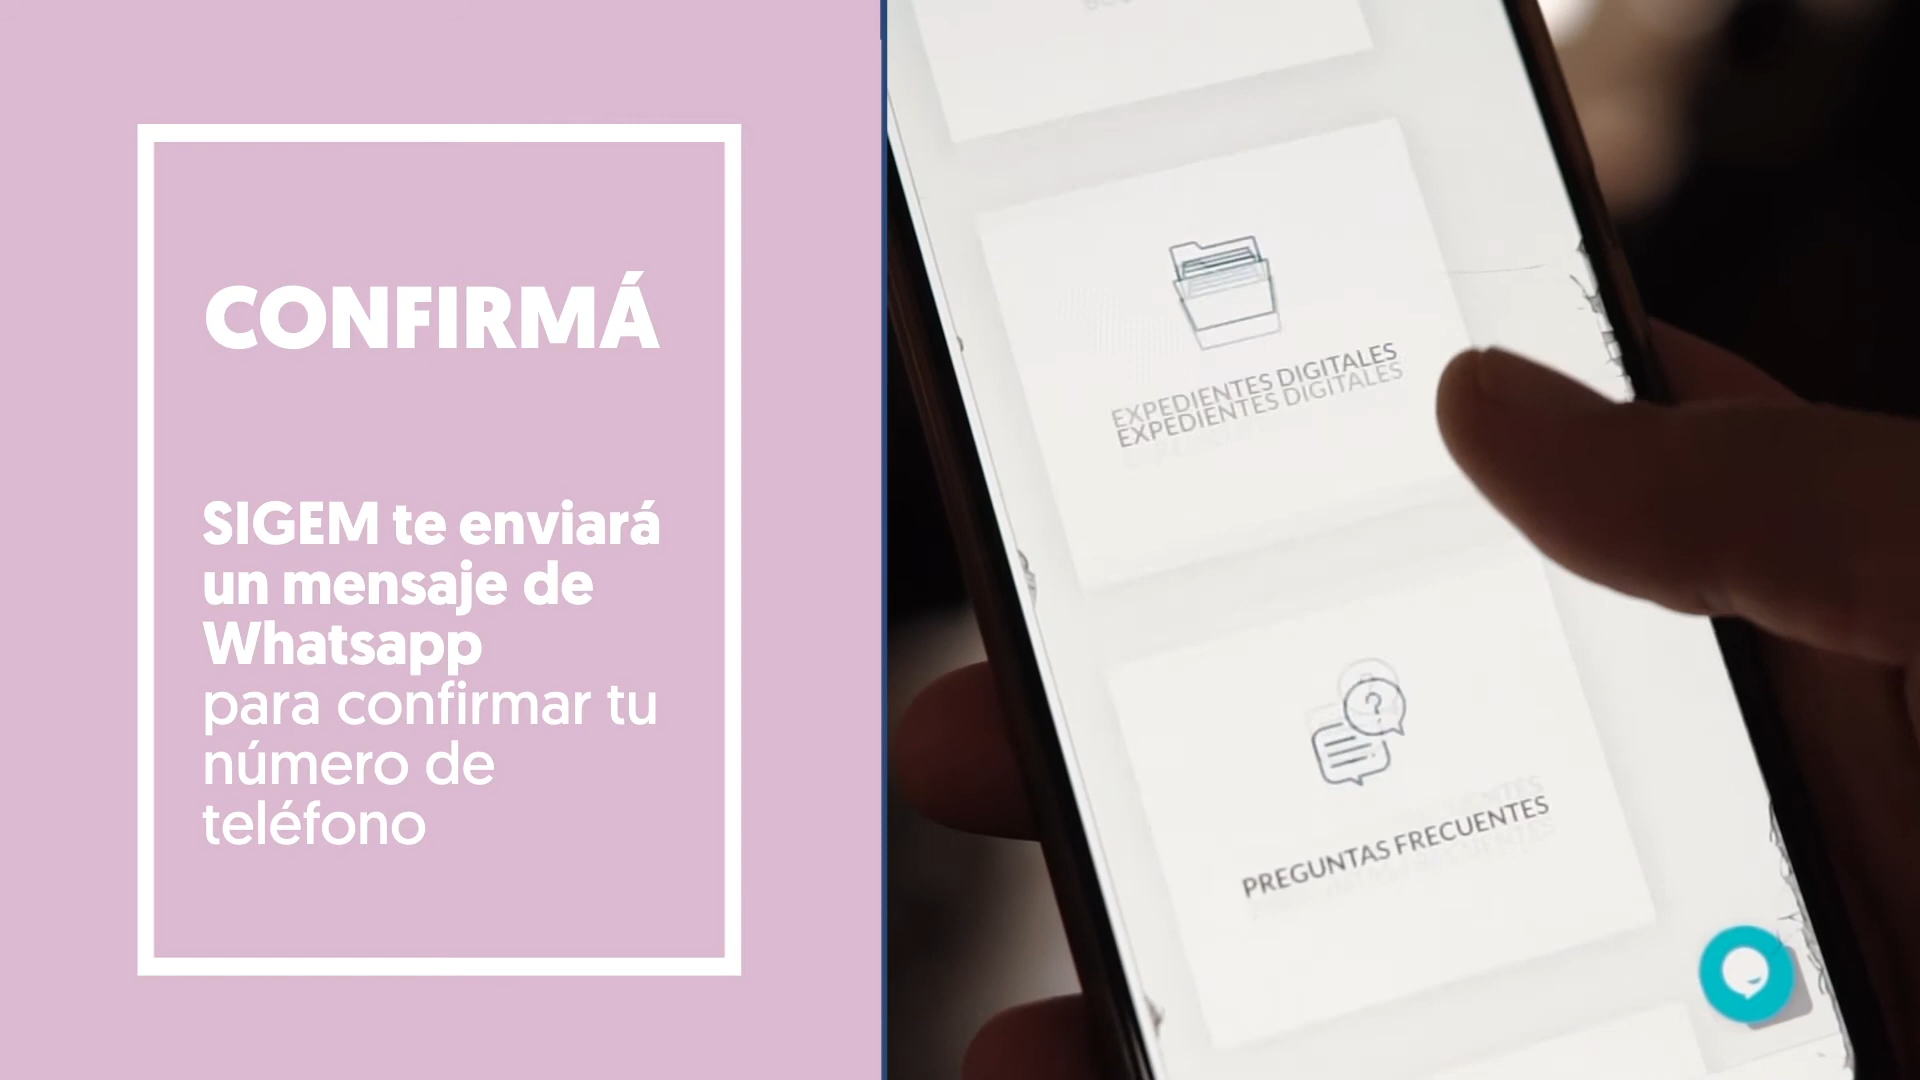 CONFIRMÁ
SIGEM te enviará
un mensaje de
Whatsapp
para confirmar tu
número de
teléfono
EXPEDIENTES DIGITALES
EXPEDIENTES DIGITALES
PREGUNTAS FRECUENTES